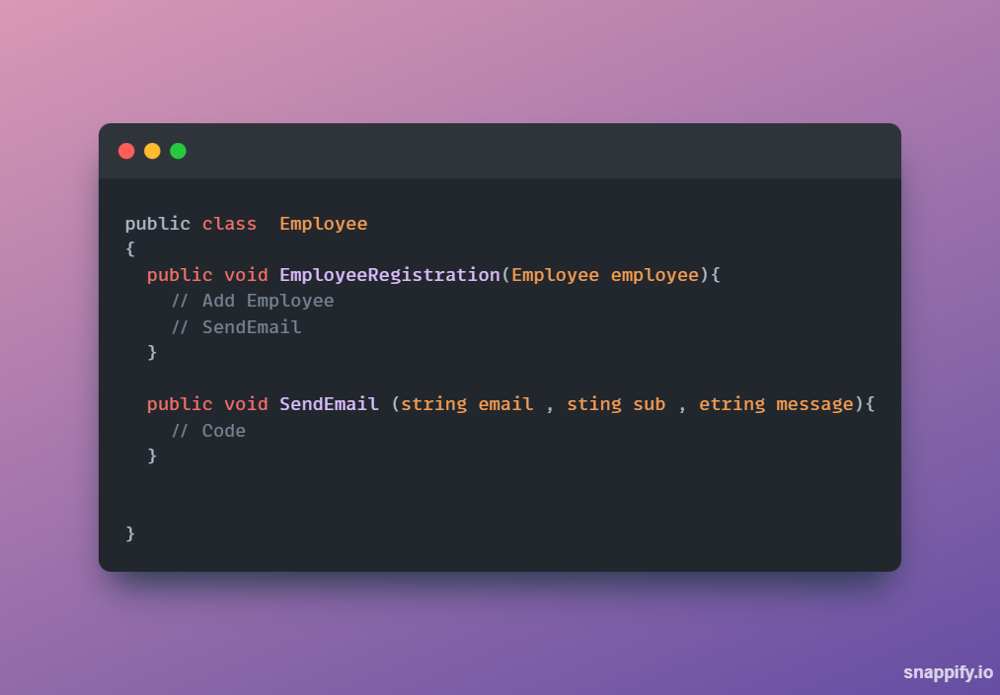 public class  Employee
{
  public void EmployeeRegistration(Employee employee){
    // Add Employee
    // SendEmail
  }
  public void SendEmail (string email , sting sub , etring message){
    // Code
  }
}
snappify.io